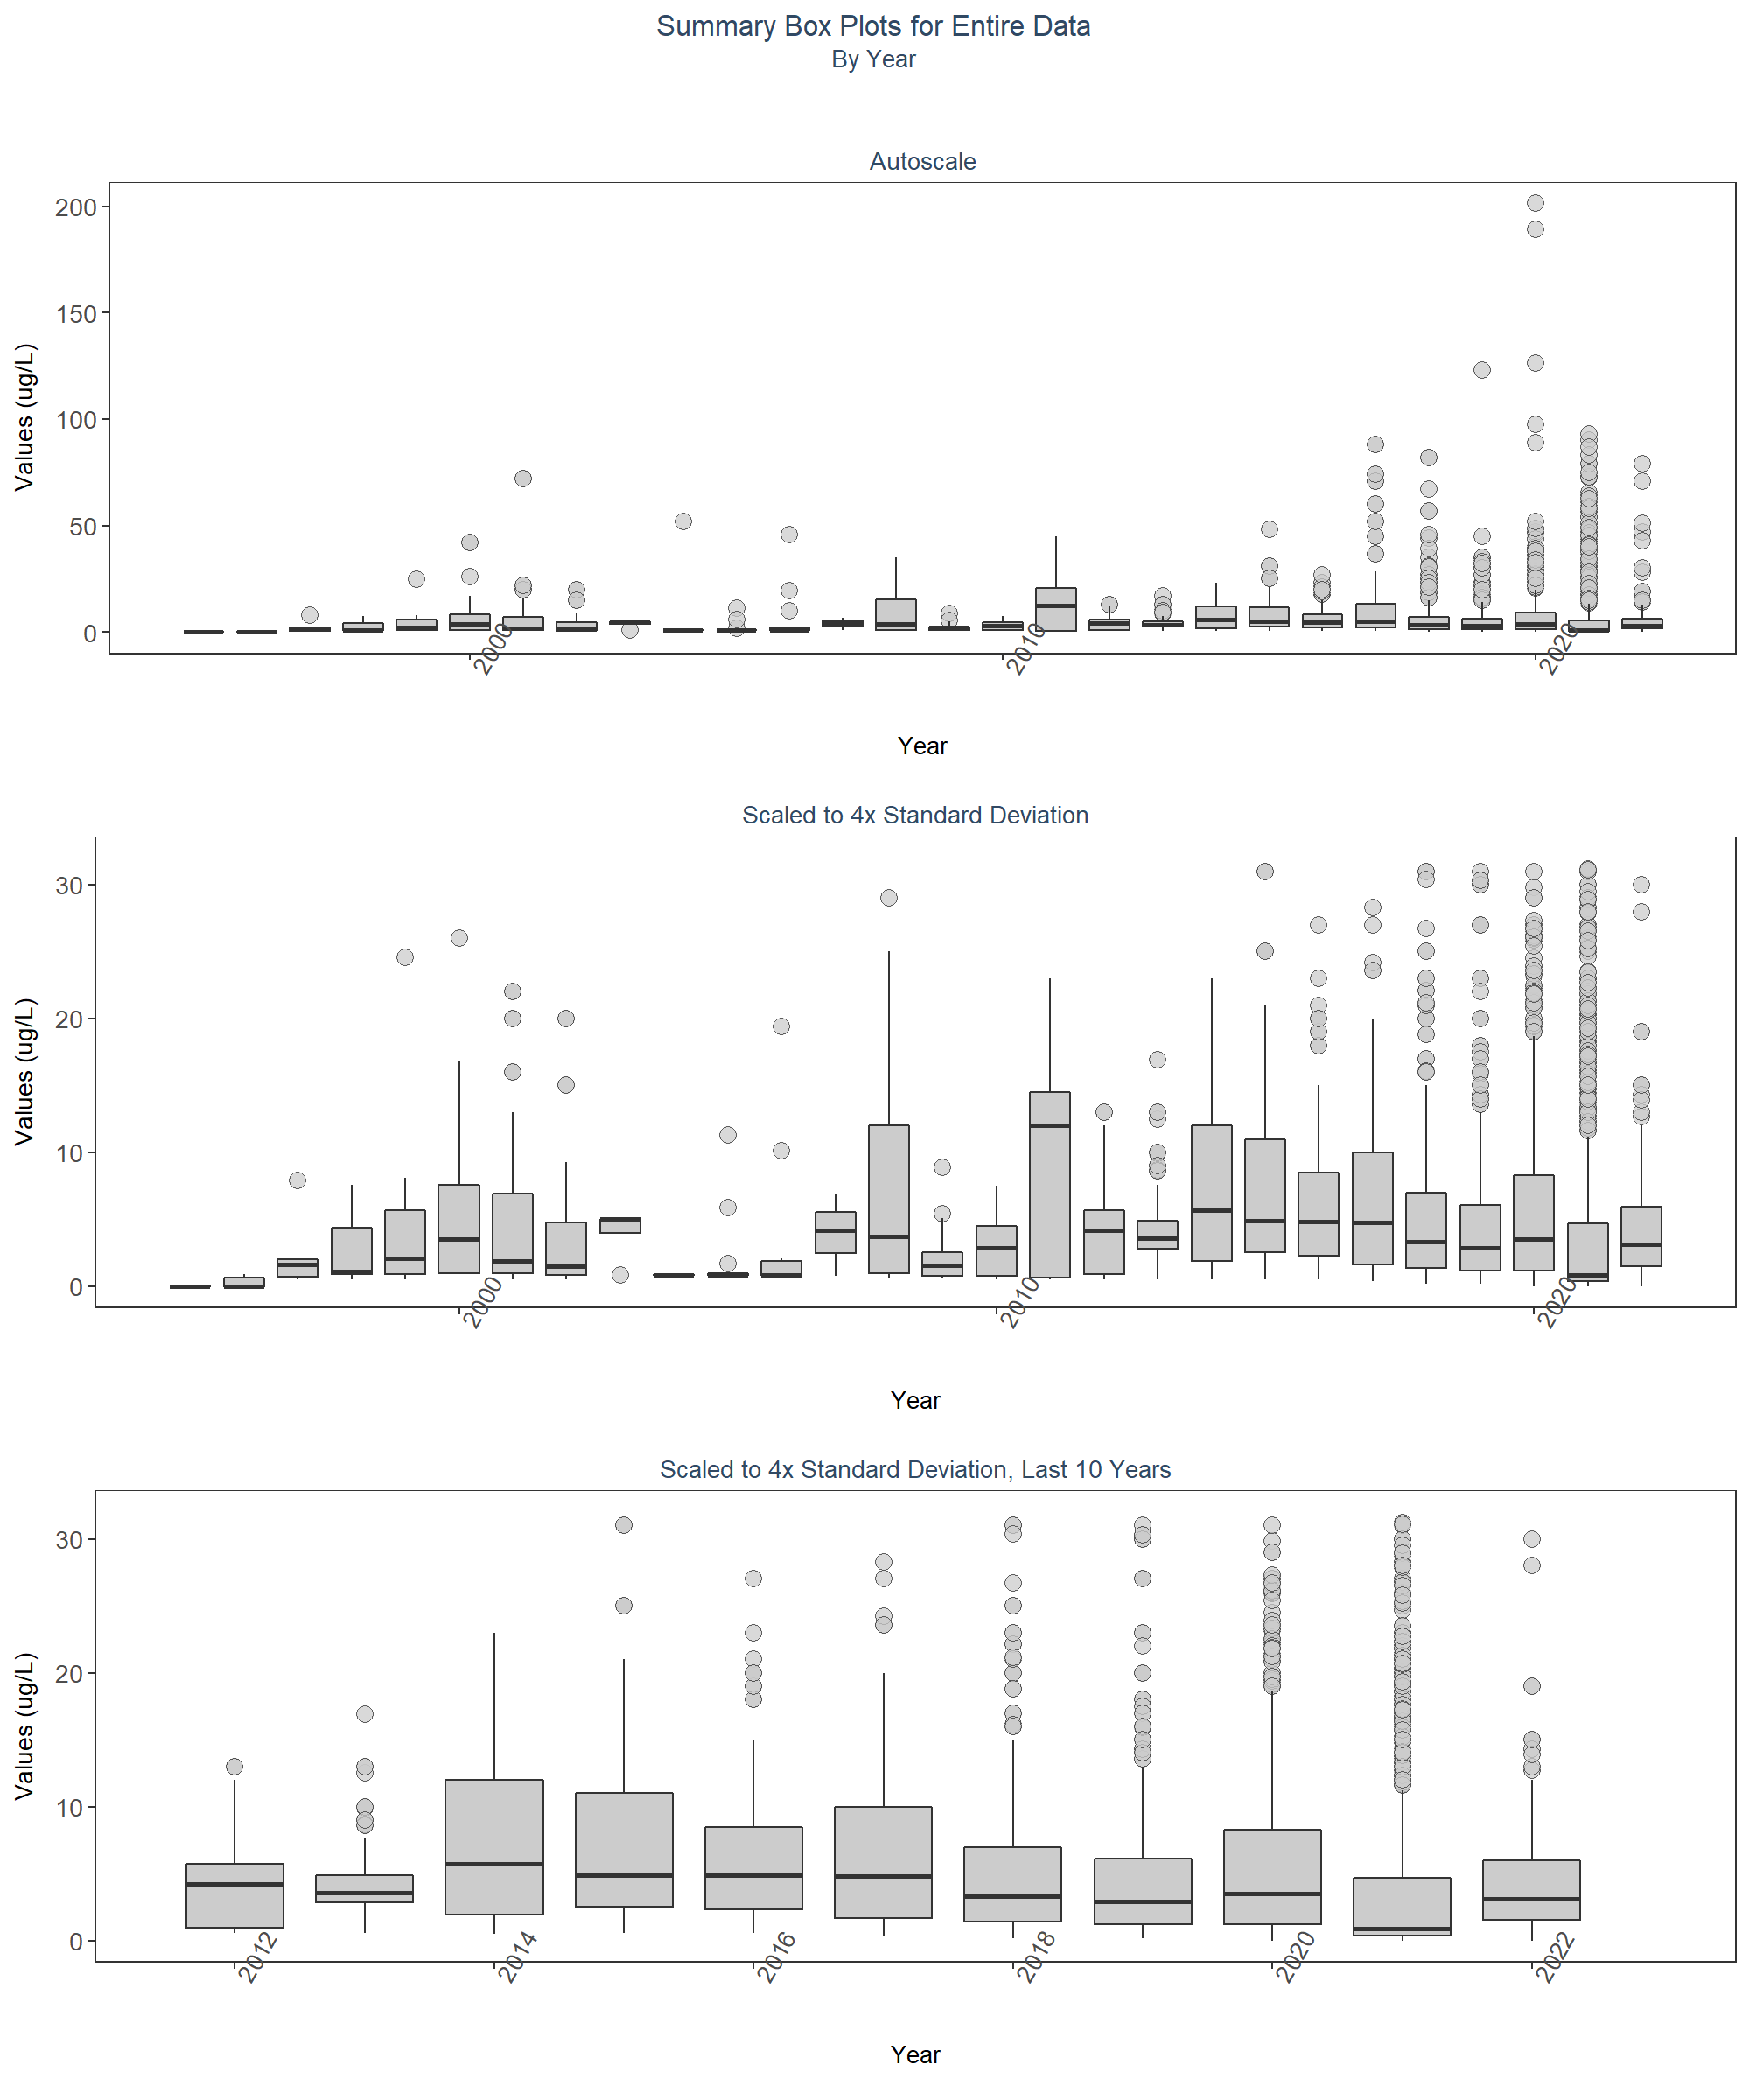 Summary Box Plots for Entire Data
By Year
Autoscale
Values (ug/L)
200
150
100
50
0
2000
2010
2020
Year
Scaled to 4x Standard Deviation
Values (ug/L)
30
20
10
0
2000
2010
2020
Year
Scaled to 4x Standard Deviation, Last 10 Years
Values (ug/L)
30
20
10
0
2012
2014
2016
2018
2020
2022
Year